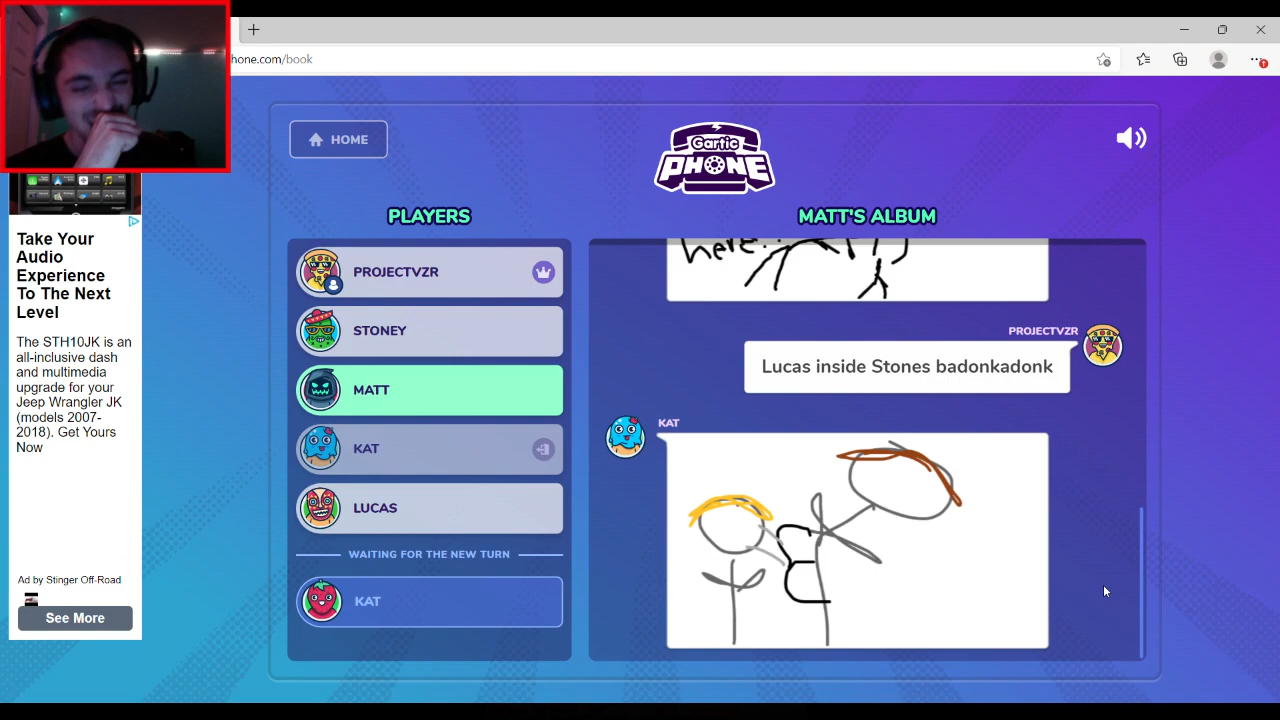 hone.com/book
HOME
Gartic
PHONE
PLAYERS
MATT'S ALBUM
PROJECTVZR
STONEY
MATT
KAT
LUCAS
WAITING FOR THE NEW TURN
KAT
here.
PROJECTVZR
Lucas inside Stones badonkadonk
KAT
Take Your
Audio
Experience
To The Next
Level
The STH10JK is an
all-inclusive dash
and multimedia
upgrade for your
Jeep Wrangler JK
(models 2007-
2018). Get Yours
Now
Ad by Stinger Off-Road
See More